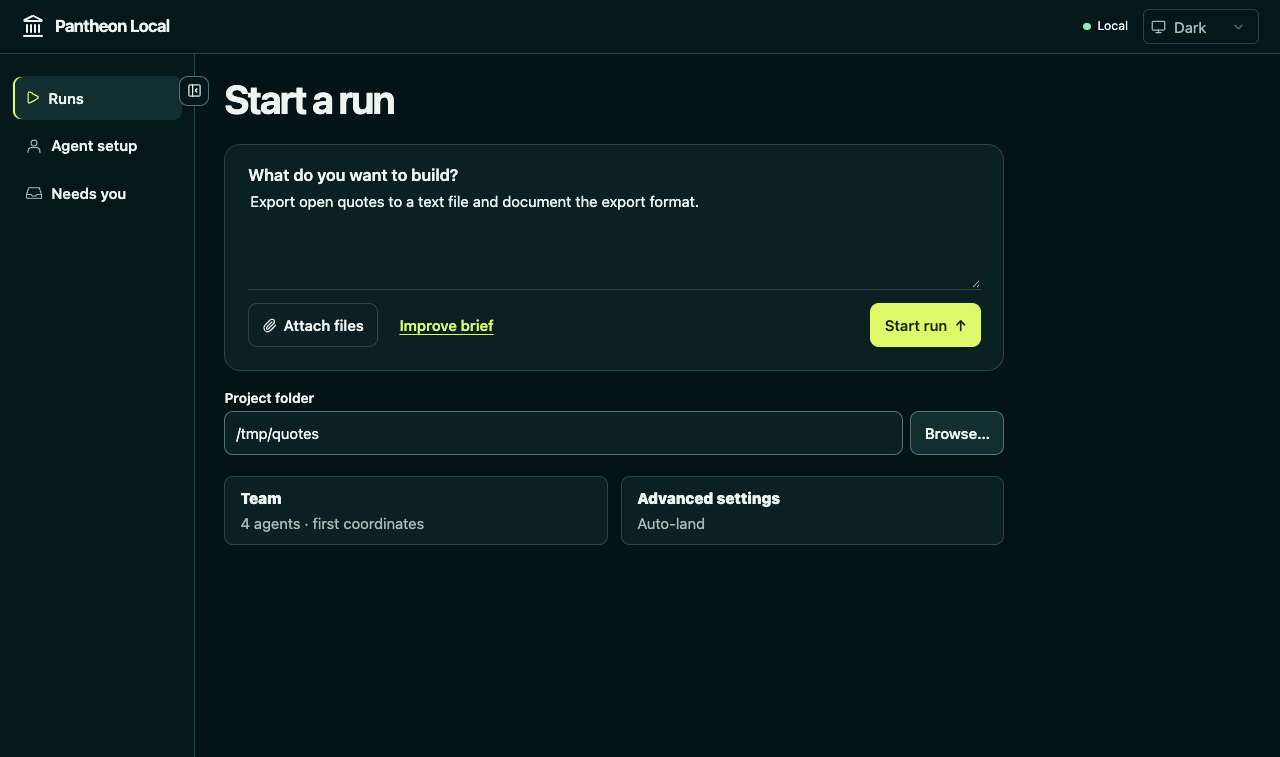 Pantheon Local
Local
Dark
Runs
Agent setup
Needs you
Start a run
What do you want to build?
Export open quotes to a text file and document the export format.
Attach files
Improve brief
Start run ↑
Project folder
/tmp/quotes
Browse...
Team
4 agents · first coordinates
Advanced settings
Auto-land